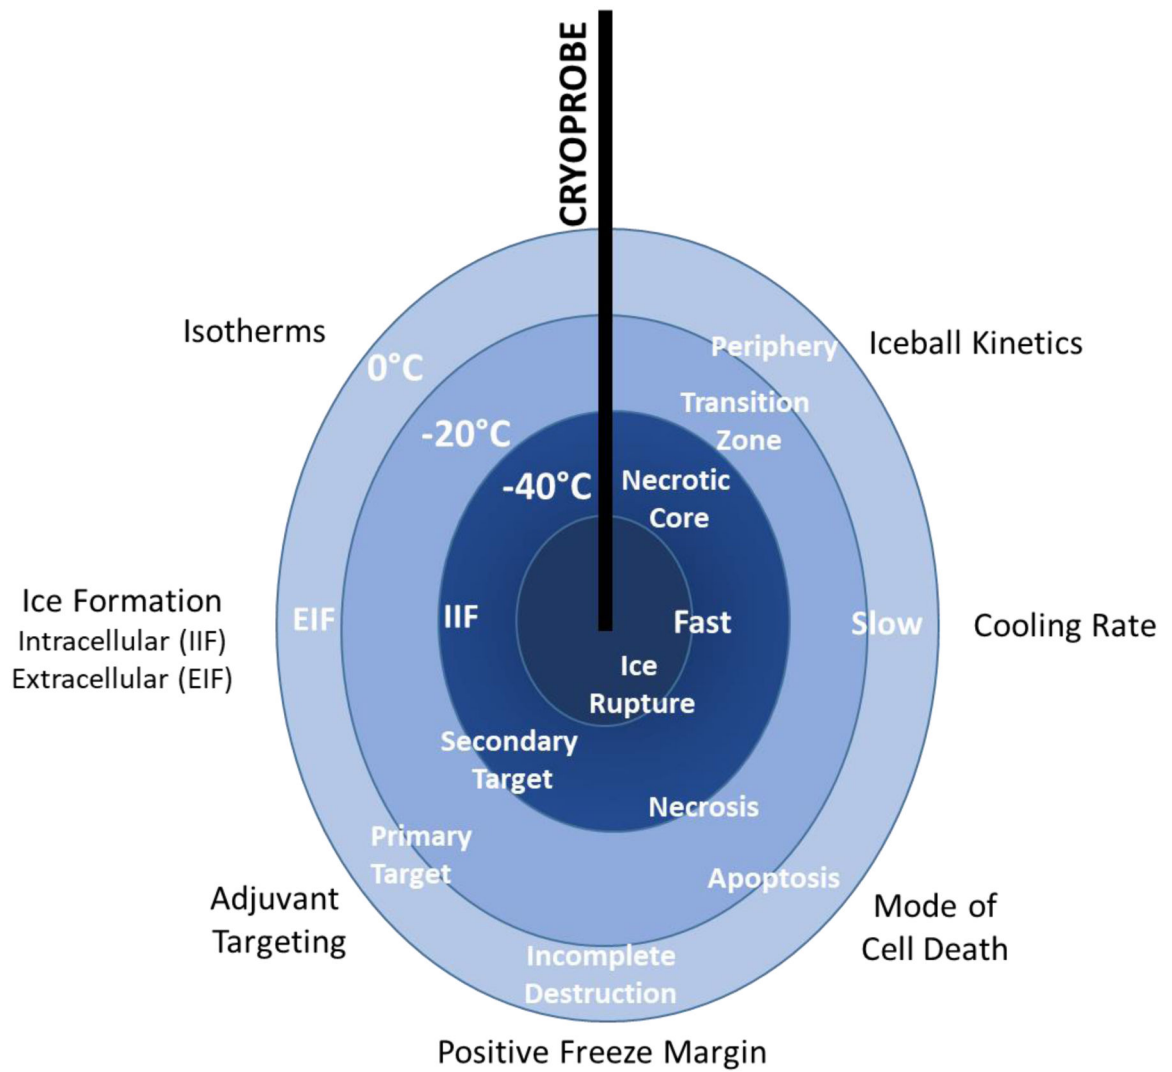 CRYOPROBE
Isotherms
Iceball Kinetics
0°C
Periphery
-20°C
Transition
Zone
-40°C
Necrotic
Core
Ice Formation
Intracellular (IIF)
Extracellular (EIF)
EIF
IIF
Fast
Slow
Cooling Rate
Ice
Rupture
Secondary
Target
Necrosis
Primary
Target
Apoptosis
Adjuvant
Targeting
Mode of
Cell Death
Incomplete
Destruction
Positive Freeze Margin